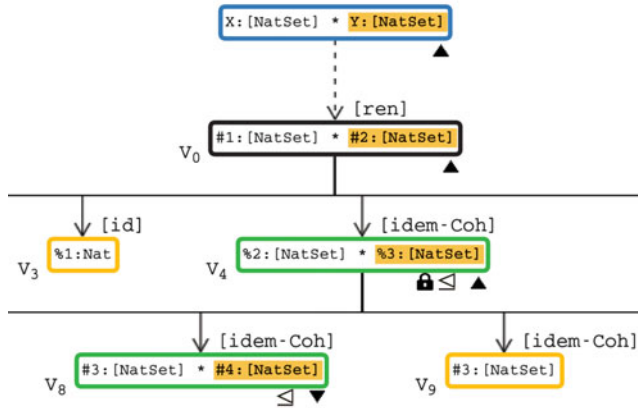 X:[NatSet] * Y:[NatSet]
[ren]
#1:[NatSet] * #2:[NatSet]
V0
[id]
[idem-Coh]
%1:Nat
%2:[NatSet] * %3:[NatSet]
V3
V4
[idem-Coh]
[idem-Coh]
#3:[NatSet] * #4:[NatSet]
#3:[NatSet]
V8
V9